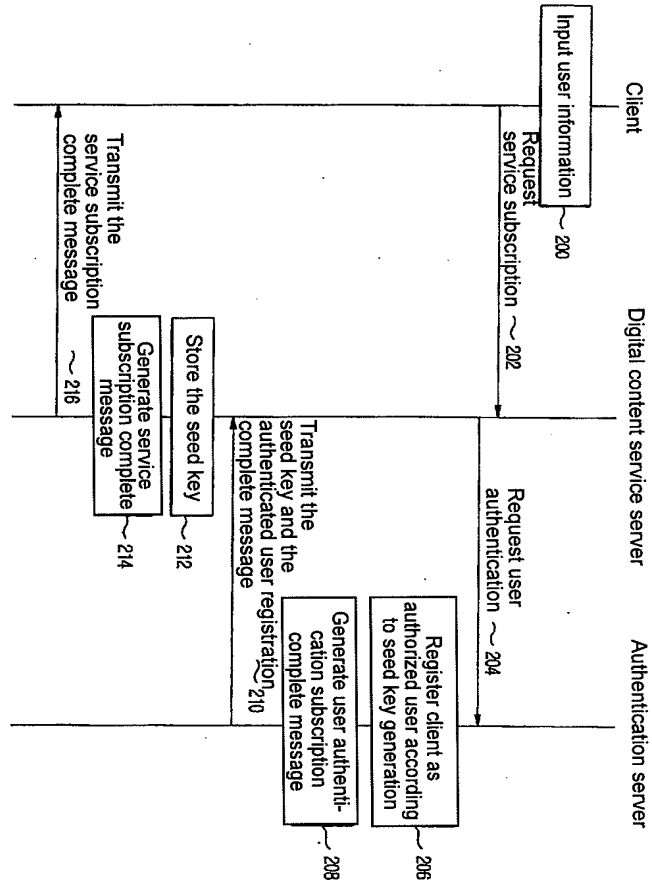 Client
Digital content service server
Authentication server
Input user information
200
Request
service subscription
202
Request user
authentication
204
Register client as
authorized user according
to seed key generation
206
Generate user authenti-
cation subscription
complete message
208
Transmit the
seed key and the
authenticated user registration
complete message
210
Store the seed key
212
Generate service
subscription complete
message
214
Transmit the
service subscription
complete message
216